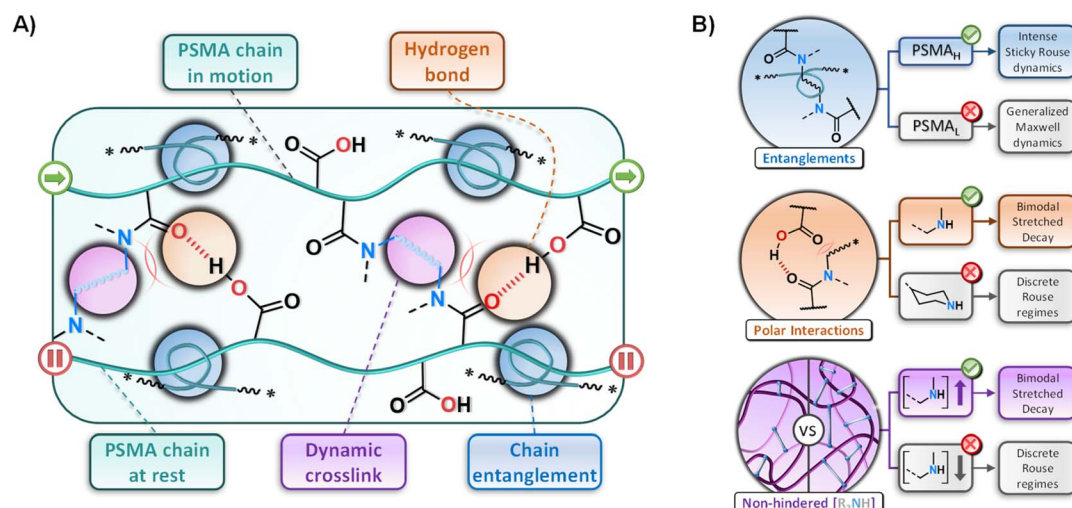 A)
PSMA chain
in motion
Hydrogen
bond
*
*
*
*
O
OH
O
N
N
O
H
O
O
O
N
N
O
H
O
O
*
*
*
*
O
OH
PSMA chain
at rest
Dynamic
crosslink
Chain
entanglement
B)
O
N
*
*
N
O
Entanglements
PSMA_H
Intense
Sticky Rouse
dynamics
PSMA_L
Generalized
Maxwell
dynamics
O
O
H
*
O
N
Polar Interactions
NH
Bimodal
Stretched
Decay
NH
Discrete
Rouse
regimes
VS
Non-hindered [R₂NH]
[NH]
Bimodal
Stretched
Decay
[NH]
Discrete
Rouse
regimes